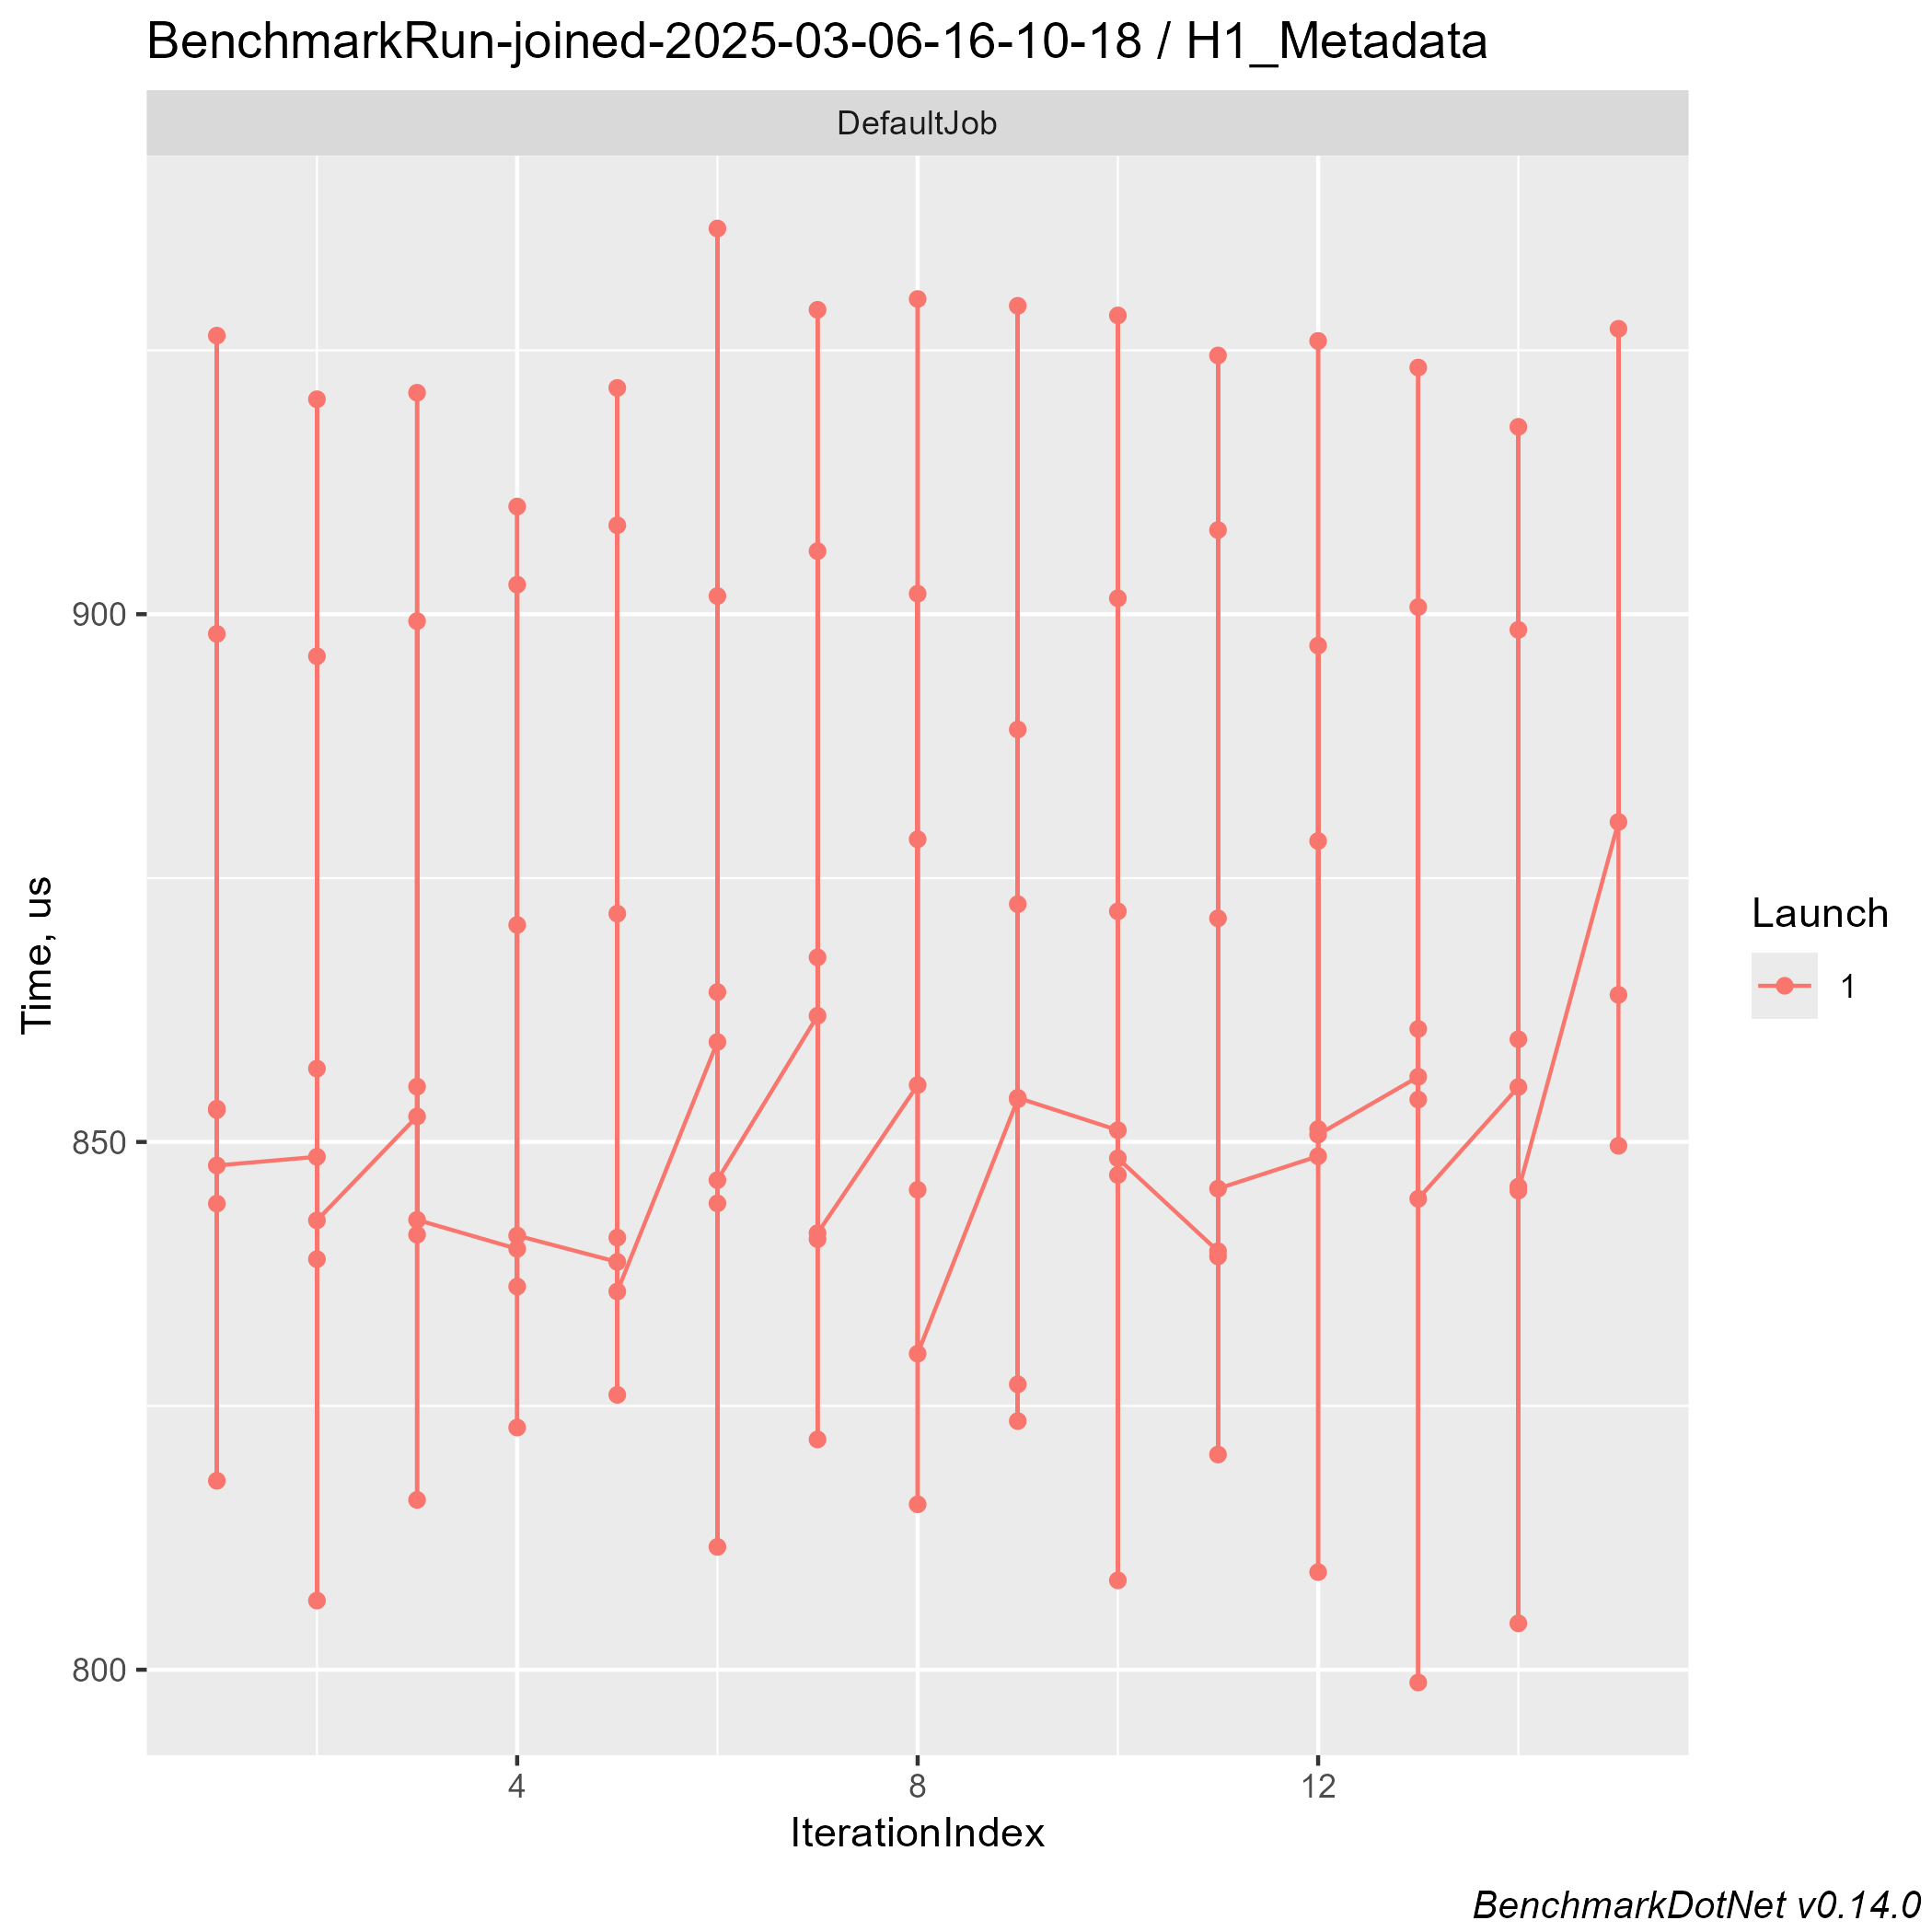 BenchmarkRun-joined-2025-03-06-16-10-18 / H1_Metadata
DefaultJob
900
850
800
Time, us
4
8
12
IterationIndex
Launch
1
BenchmarkDotNet v0.14.0